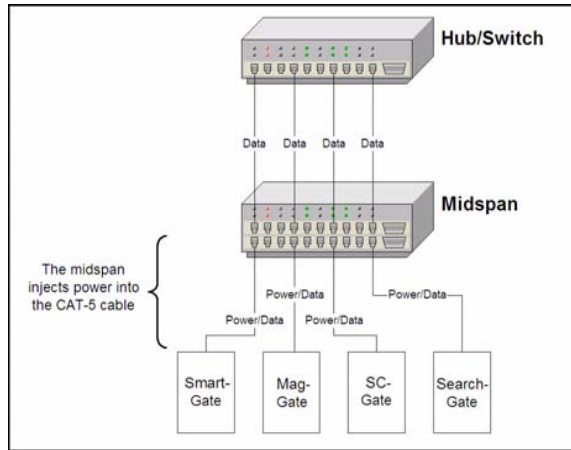 Hub/Switch
Data
Data
Data
Data
Midspan
The midspan
injects power into
the CAT-5 cable
Power/Data
Power/Data
Power/Data
Power/Data
Smart-
Gate
Mag-
Gate
SC-
Gate
Search-
Gate